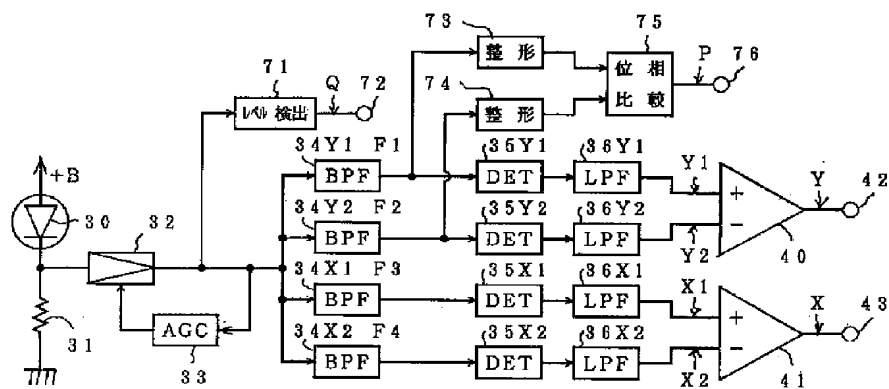 73
整形
75
位相
比較
P
76
71
Q
72
ﾚﾍﾞﾙ検出
74
整形
34Y1 F1
BPF
35Y1
DET
36Y1
LPF
Y1
+B
30
32
34Y2 F2
BPF
35Y2
DET
36Y2
LPF
Y2
+
−
Y
42
40
31
AGC
33
34X1 F3
BPF
35X1
DET
36X1
LPF
X1
34X2 F4
BPF
35X2
DET
36X2
LPF
X2
+
−
X
43
41